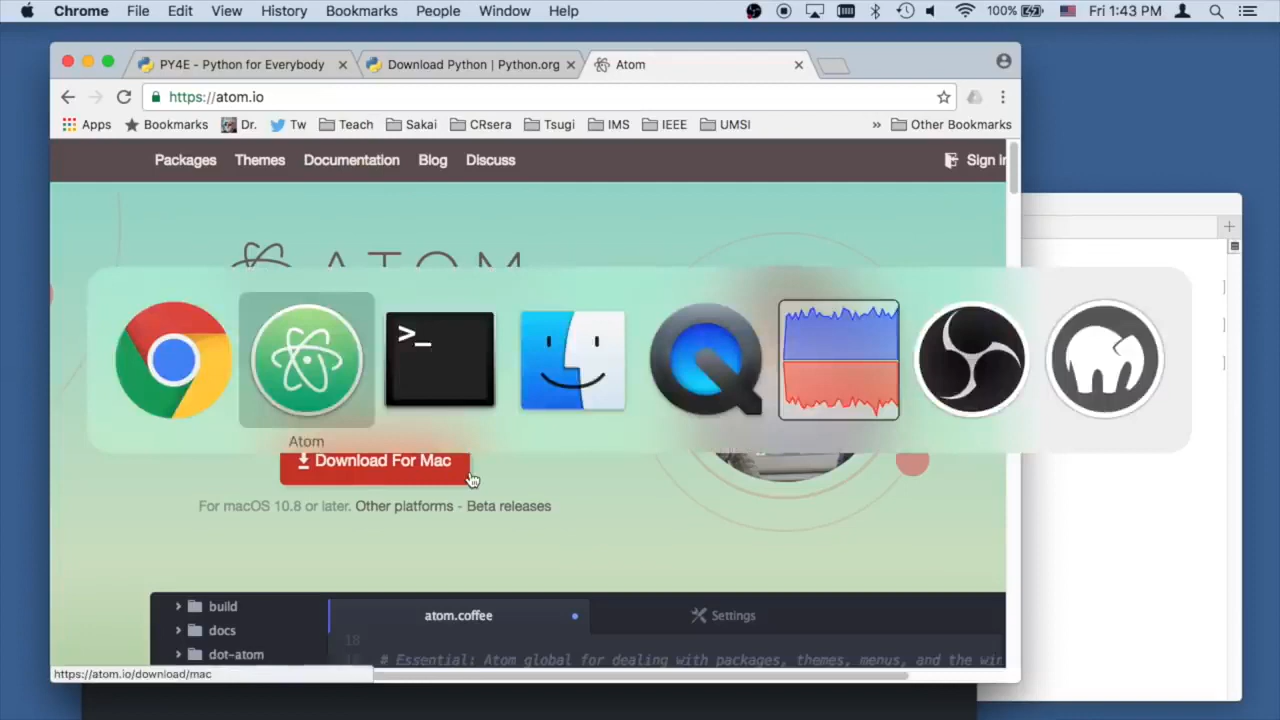 Chrome File Edit View History Bookmarks People Window Help 100% Fri 1:43 PM
PY4E - Python for Everybody Download Python | Python.org Atom
https://atom.io
Apps Bookmarks Dr. Tw Teach Sakai CRsera Tsugi IMS IEEE UMSI » Other Bookmarks
Packages Themes Documentation Blog Discuss Sign in
ATOM
>_
Atom
Download For Mac
For macOS 10.8 or later. Other platforms - Beta releases
build atom.coffee Settings
docs 18
dot-atom # Essential: Atom global for dealing with packages, themes, menus, and the win
https://atom.io/download/mac